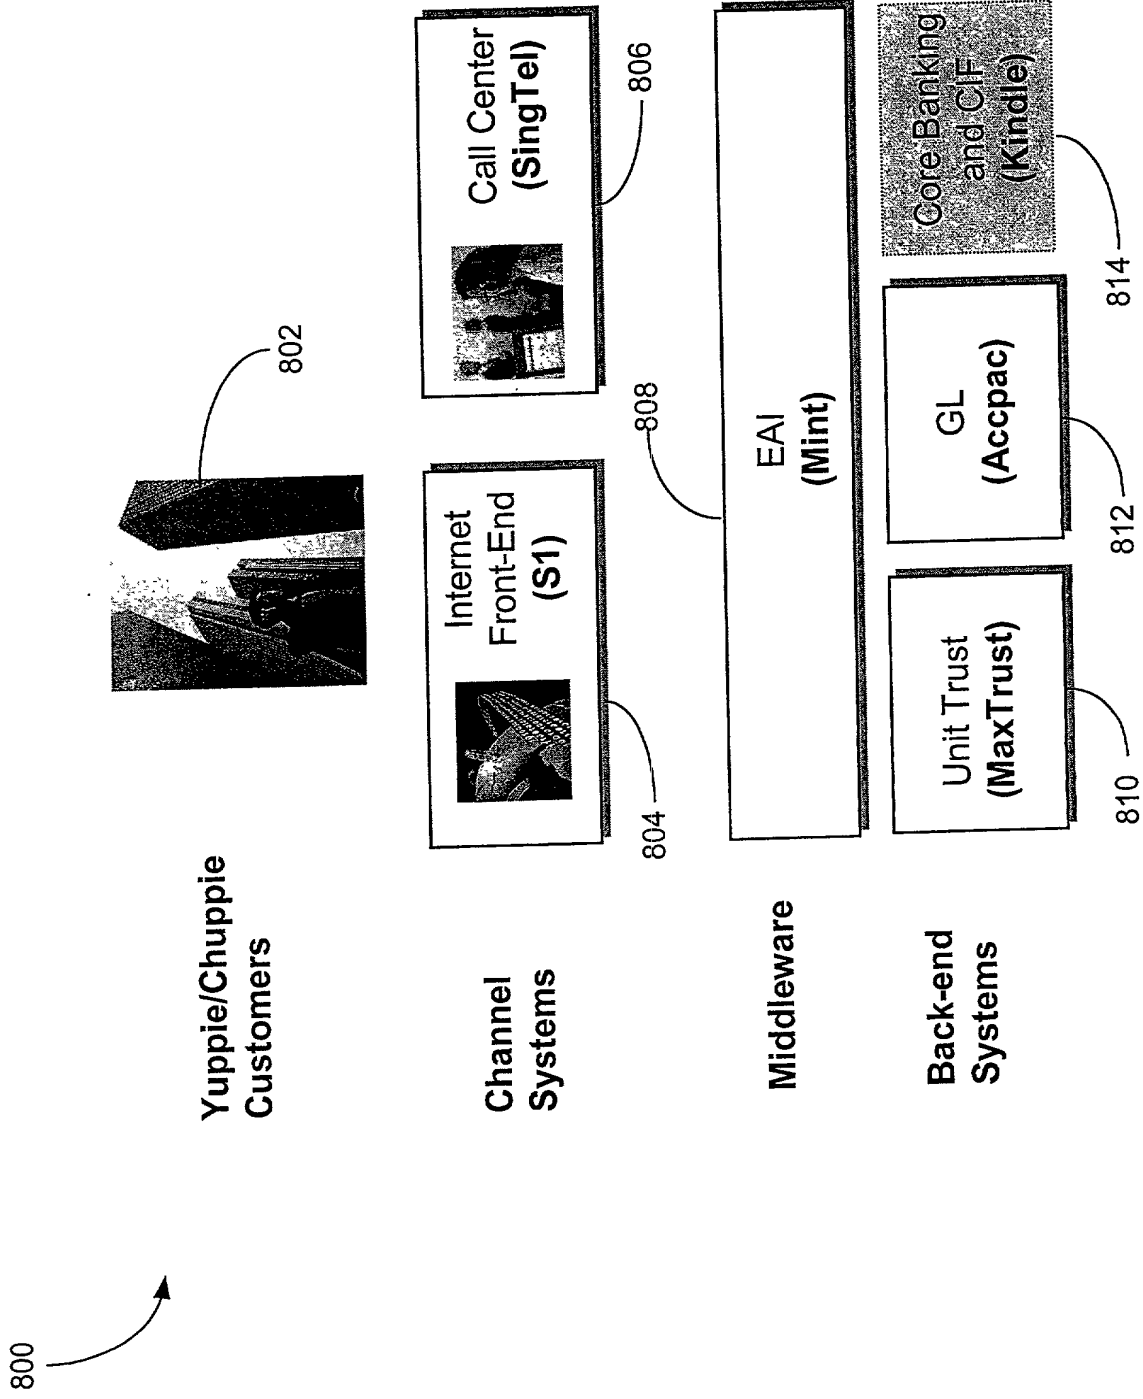 800
Yuppie/Chuppie
Customers
802
Channel
Systems
Internet
Front-End
(S1)
804
Call Center
(SingTel)
806
Middleware
808
EAI
(Mint)
Back-end
Systems
Unit Trust
(MaxTrust)
810
GL
(Accpac)
812
Core Banking
and CIF
(Kindle)
814